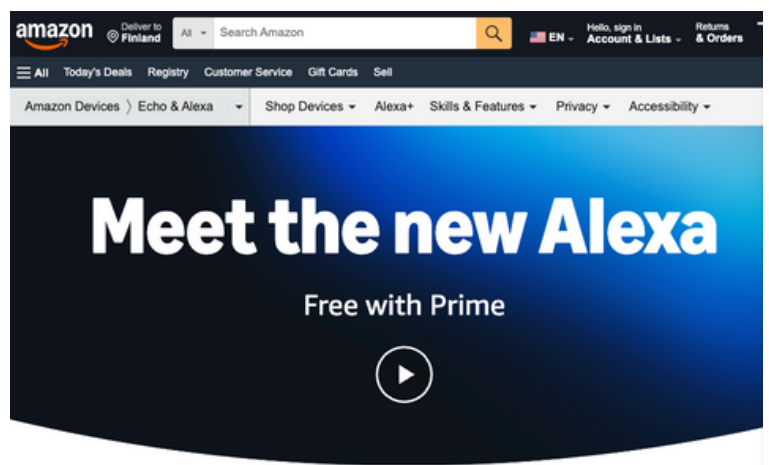 amazon
Deliver to
Finland
All
Search Amazon
EN
Hello, sign in
Account & Lists
Returns
& Orders
All
Today's Deals
Registry
Customer Service
Gift Cards
Sell
Amazon Devices
Echo & Alexa
Shop Devices
Alexa+
Skills & Features
Privacy
Accessibility
Meet the new Alexa
Free with Prime